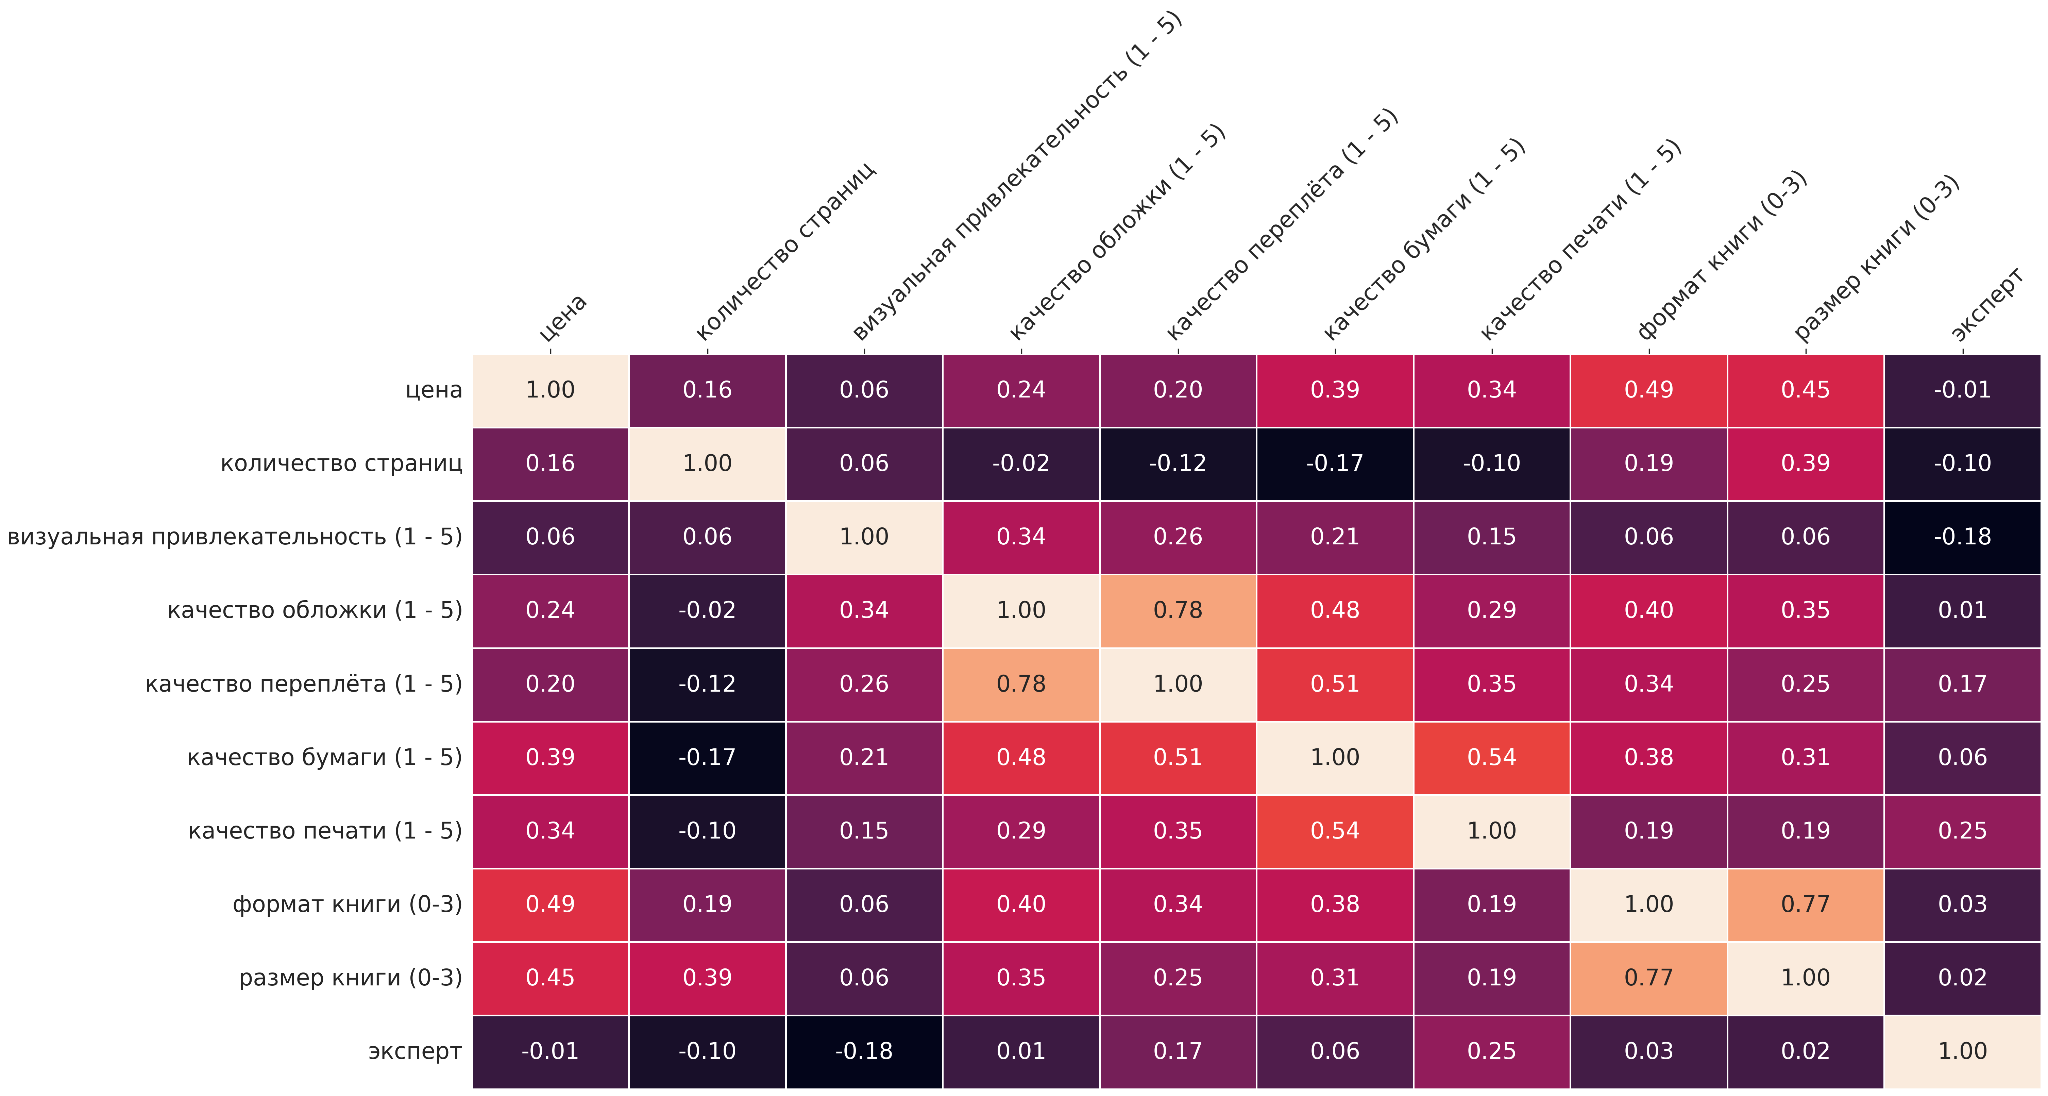 цена
количество страниц
визуальная привлекательность (1 - 5)
качество обложки (1 - 5)
качество переплёта (1 - 5)
качество бумаги (1 - 5)
качество печати (1 - 5)
формат книги (0-3)
размер книги (0-3)
эксперт
цена 1.00 0.16 0.06 0.24 0.20 0.39 0.34 0.49 0.45 -0.01
количество страниц 0.16 1.00 0.06 -0.02 -0.12 -0.17 -0.10 0.19 0.39 -0.10
визуальная привлекательность (1 - 5) 0.06 0.06 1.00 0.34 0.26 0.21 0.15 0.06 0.06 -0.18
качество обложки (1 - 5) 0.24 -0.02 0.34 1.00 0.78 0.48 0.29 0.40 0.35 0.01
качество переплёта (1 - 5) 0.20 -0.12 0.26 0.78 1.00 0.51 0.35 0.34 0.25 0.17
качество бумаги (1 - 5) 0.39 -0.17 0.21 0.48 0.51 1.00 0.54 0.38 0.31 0.06
качество печати (1 - 5) 0.34 -0.10 0.15 0.29 0.35 0.54 1.00 0.19 0.19 0.25
формат книги (0-3) 0.49 0.19 0.06 0.40 0.34 0.38 0.19 1.00 0.77 0.03
размер книги (0-3) 0.45 0.39 0.06 0.35 0.25 0.31 0.19 0.77 1.00 0.02
эксперт -0.01 -0.10 -0.18 0.01 0.17 0.06 0.25 0.03 0.02 1.00